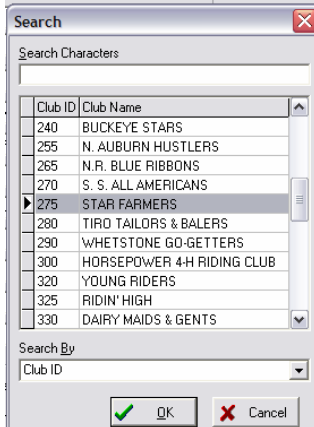 Search
Search Characters
Club ID Club Name
240 BUCKEYE STARS
255 N. AUBURN HUSTLERS
265 N.R. BLUE RIBBONS
270 S. S. ALL AMERICANS
275 STAR FARMERS
280 TIRO TAILORS & BALERS
290 WHETSTONE GO-GETTERS
300 HORSEPOWER 4-H RIDING CLUB
320 YOUNG RIDERS
325 RIDIN' HIGH
330 DAIRY MAIDS & GENTS
Search By
Club ID
OK Cancel